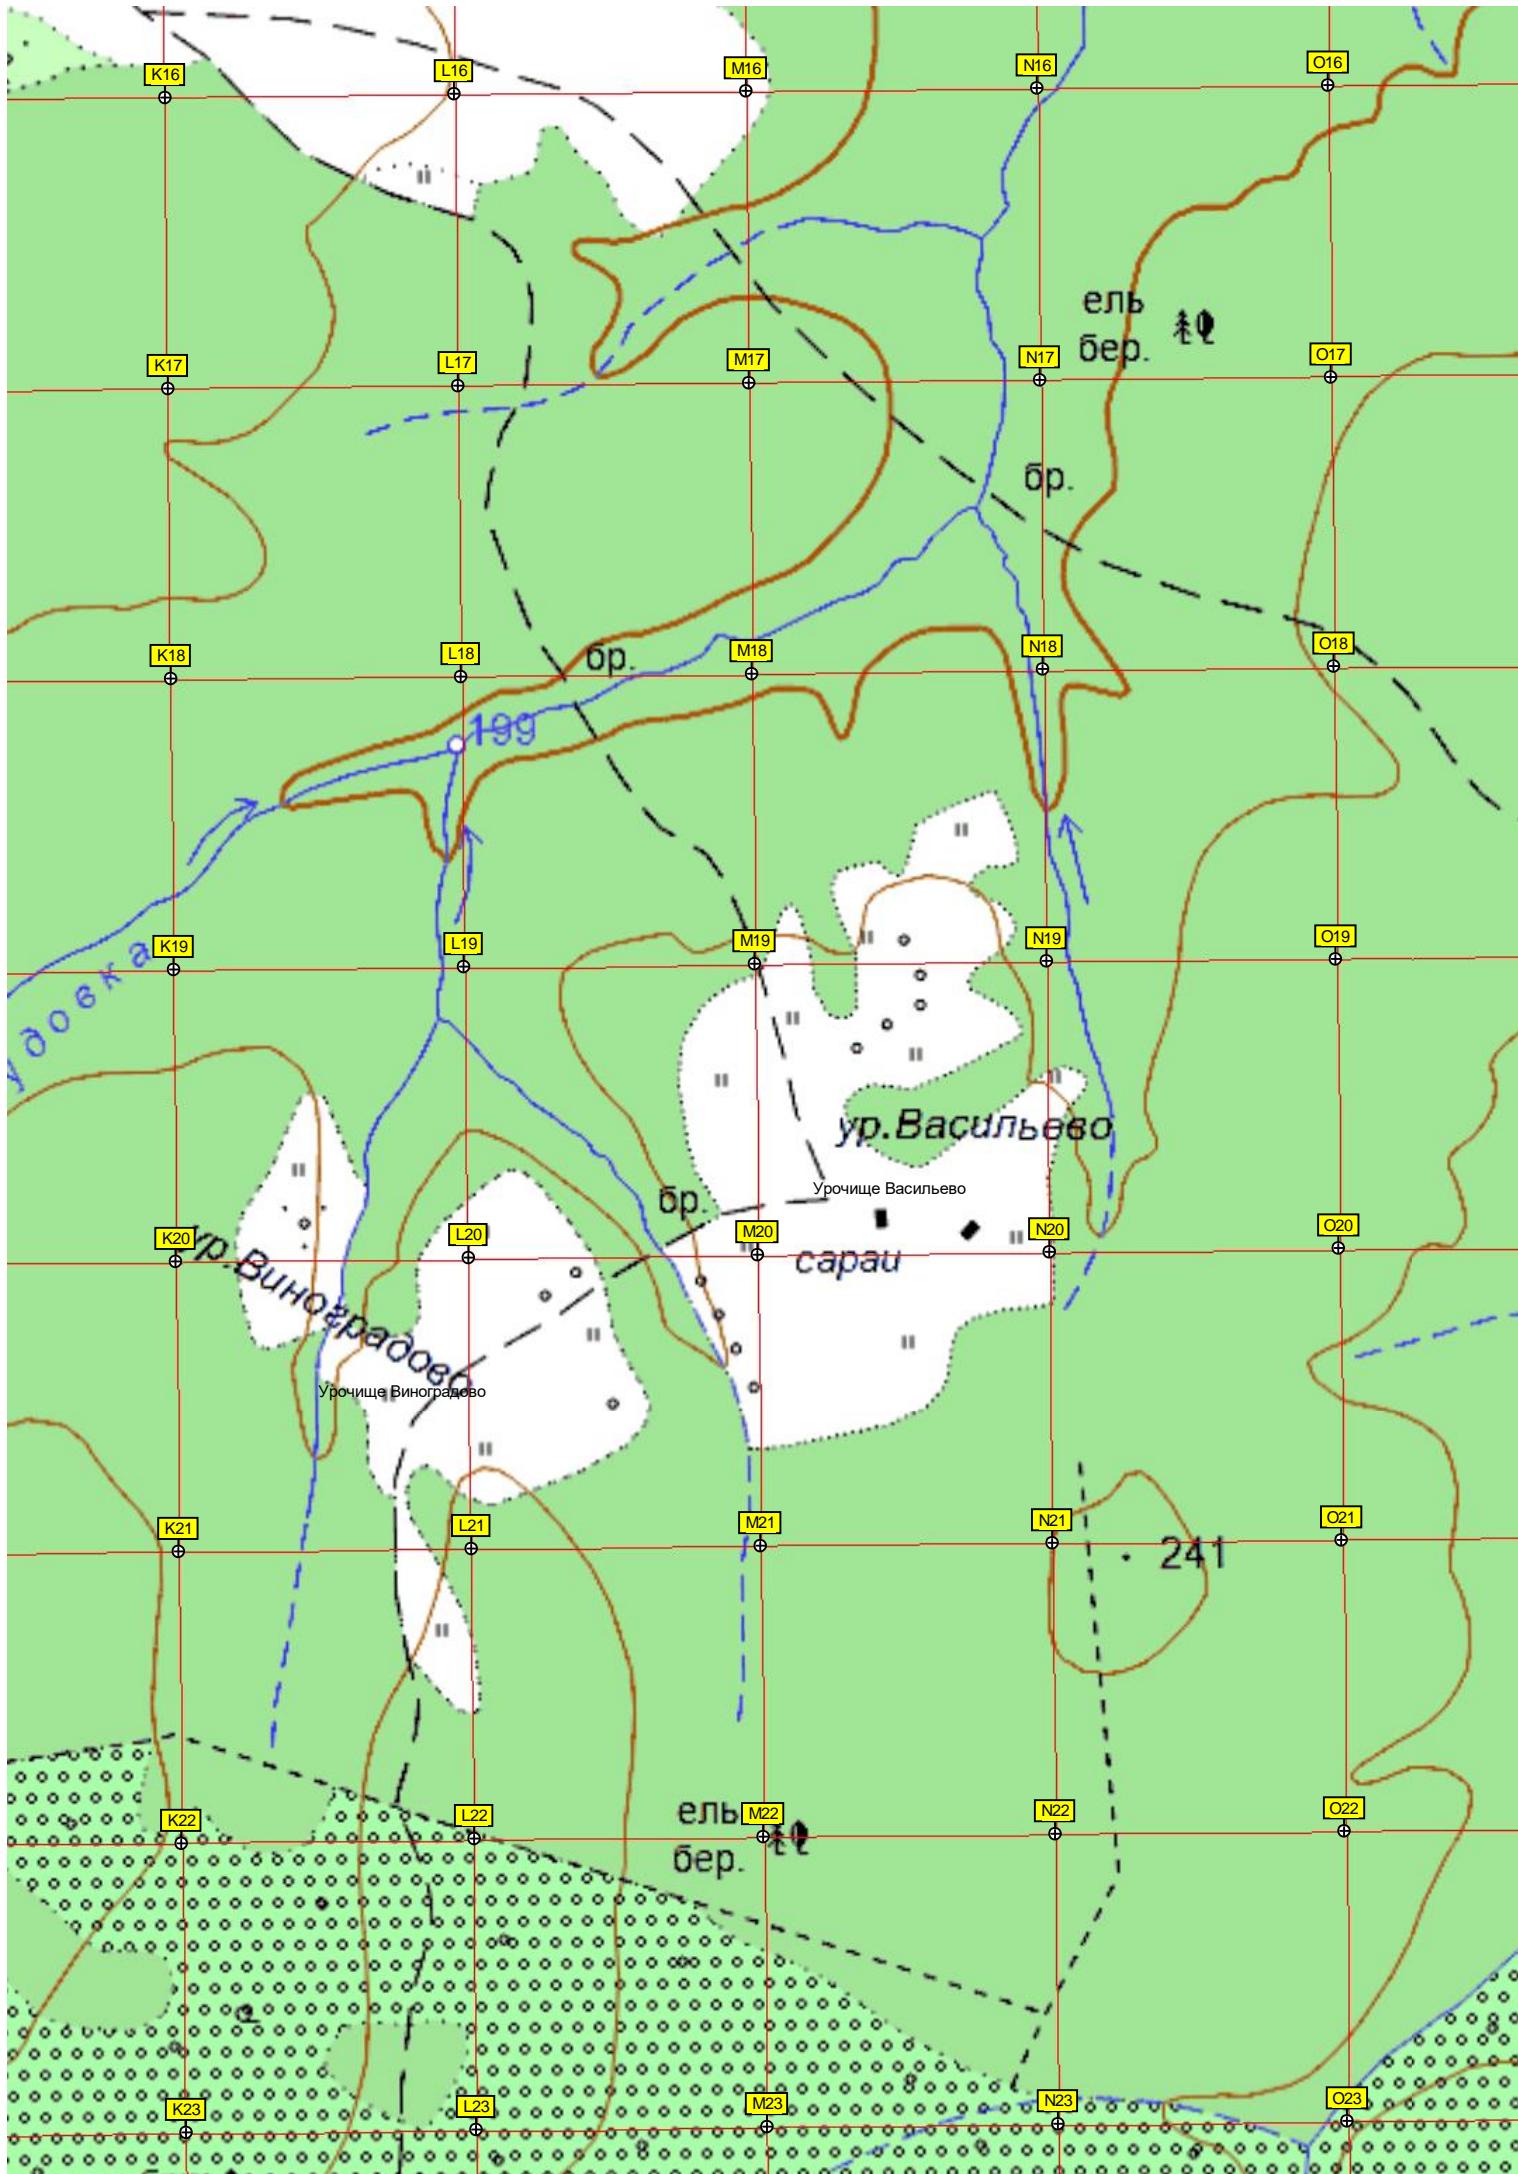 K16
L16
M16
N16
O16
ель
бер.
K17
L17
M17
N17
O17
бр.
K18
L18
бр.
M18
N18
O18
199
K19
L19
M19
N19
O19
удовка
ур.Васильево
Урочище Васильево
бр.
K20
L20
M20
N20
O20
сараи
ур.Виноградово
Урочище Виноградово
K21
L21
M21
N21
O21
241
ель
бер.
K22
L22
M22
N22
O22
K23
L23
M23
N23
O23